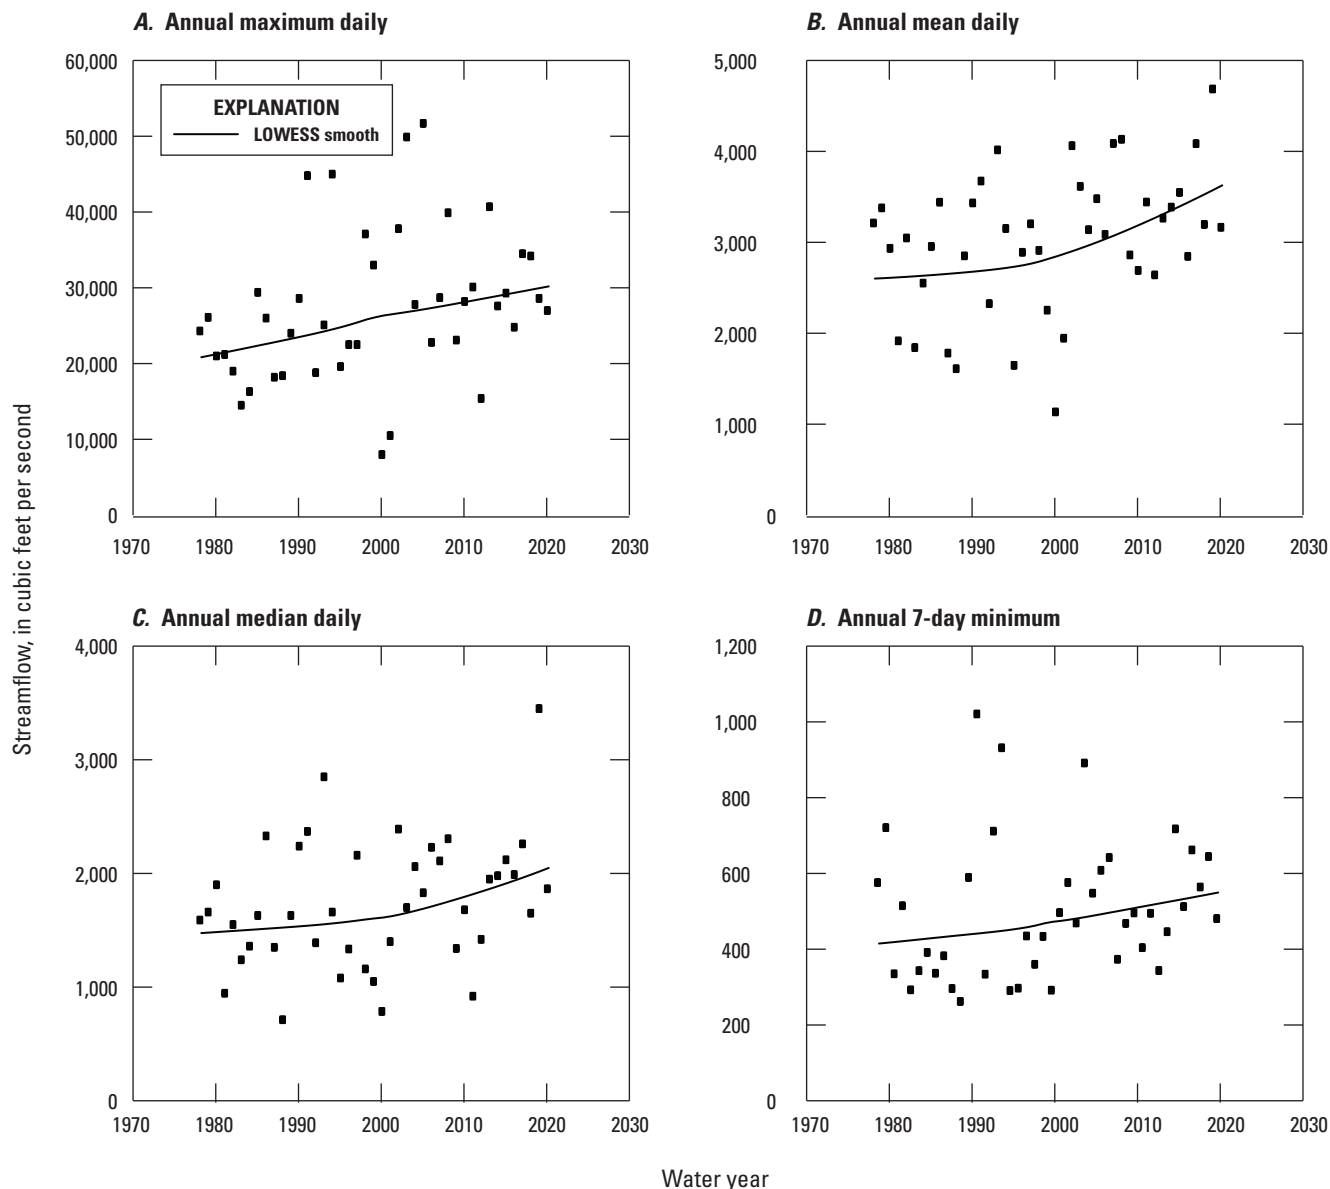 A. Annual maximum daily
60,000
50,000
40,000
30,000
20,000
10,000
0
1970 1980 1990 2000 2010 2020 2030
EXPLANATION
LOWESS smooth
B. Annual mean daily
5,000
4,000
3,000
2,000
1,000
0
1970 1980 1990 2000 2010 2020 2030
Streamflow, in cubic feet per second
C. Annual median daily
4,000
3,000
2,000
1,000
0
1970 1980 1990 2000 2010 2020 2030
D. Annual 7-day minimum
1,200
1,000
800
600
400
200
0
1970 1980 1990 2000 2010 2020 2030
Water year